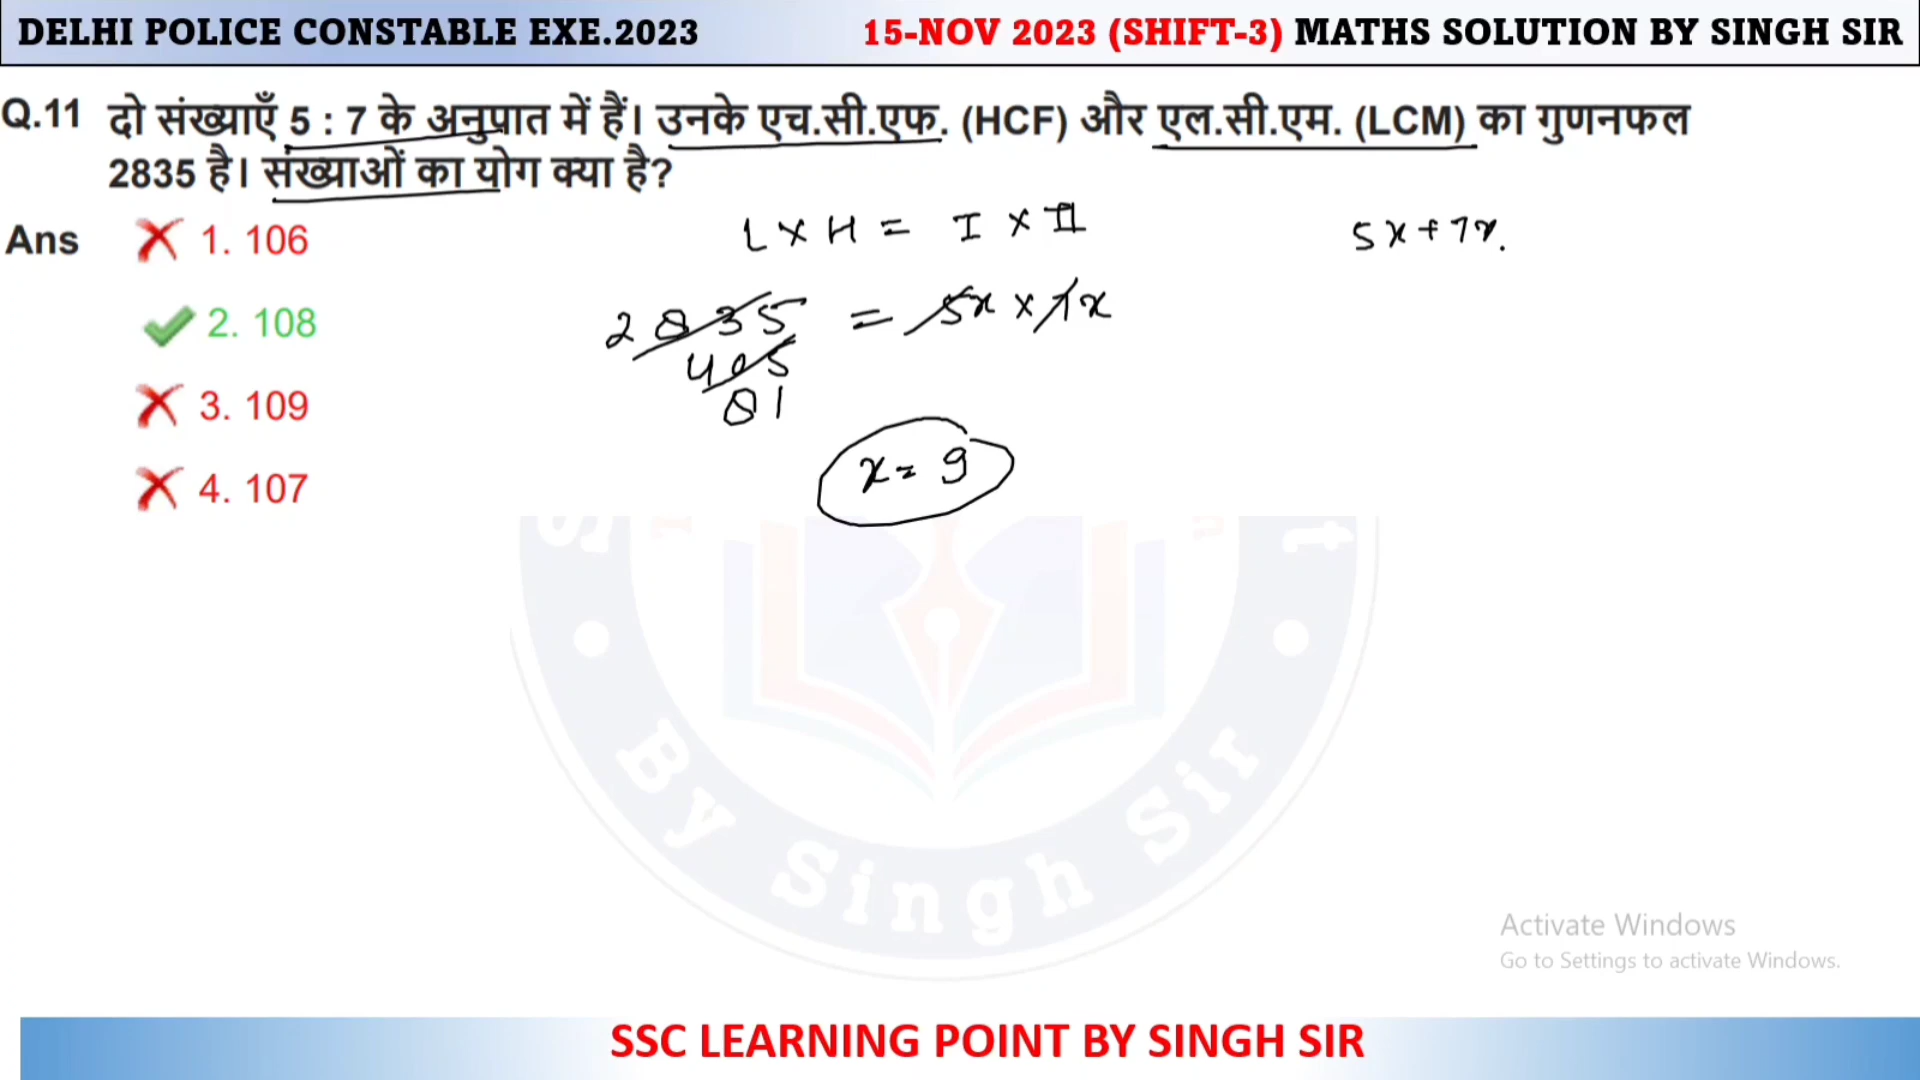 DELHI POLICE CONSTABLE EXE.2023 15-NOV 2023 (SHIFT-3) MATHS SOLUTION BY SINGH SIR
Q.11 दो संख्याएँ 5 : 7 के अनुपात में हैं। उनके एच.सी.एफ. (HCF) और एल.सी.एम. (LCM) का गुणनफल
2835 है। संख्याओं का योग क्या है?
Ans 1. 106
2. 108
3. 109
4. 107
L × H = I × II
5x+7x.
2835 = 5x × 7x
405
81
x = 9
By Singh Sir
Activate Windows
Go to Settings to activate Windows.
SSC LEARNING POINT BY SINGH SIR